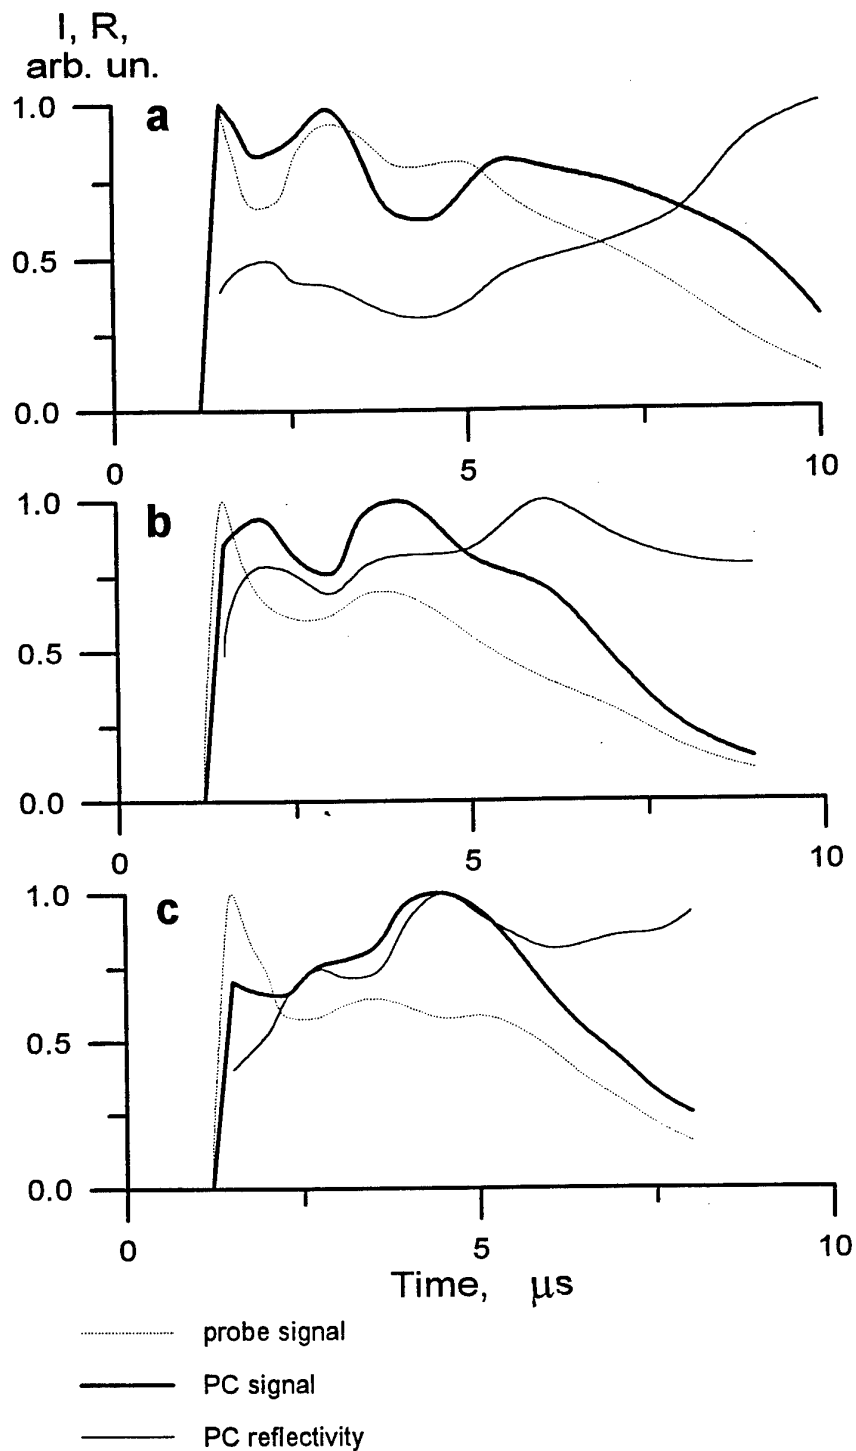 I, R,
arb. un.
1.0
a
0.5
0.0
0
5
10
1.0
b
0.5
0.0
0
5
10
1.0
c
0.5
0.0
0
5
10
Time, μs
probe signal
PC signal
PC reflectivity